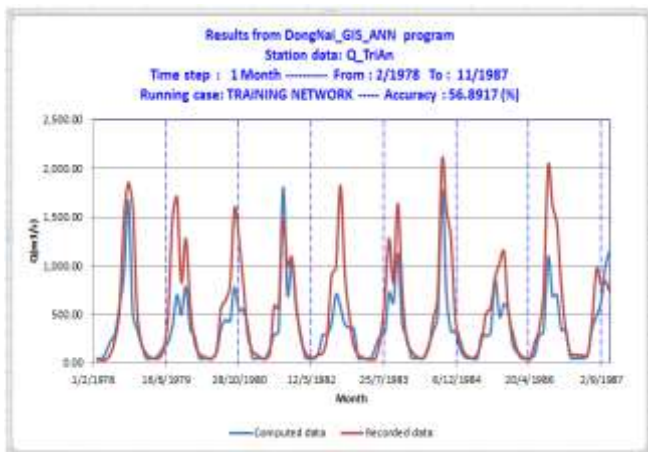 Results from DongNai_GIS_ANN program
Station data: Q_TriAn
Time step : 1 Month ---------- From : 2/1978 To : 11/1987
Running case: TRAINING NETWORK ----- Accuracy : 56.8917 (%)
2,500.00
2,000.00
1,500.00
1,000.00
500.00
0.00
1/2/1978 16/6/1979 28/10/1980 12/3/1982 25/7/1983 6/12/1984 20/4/1986 2/9/1987
Month
Computed data Recorded data